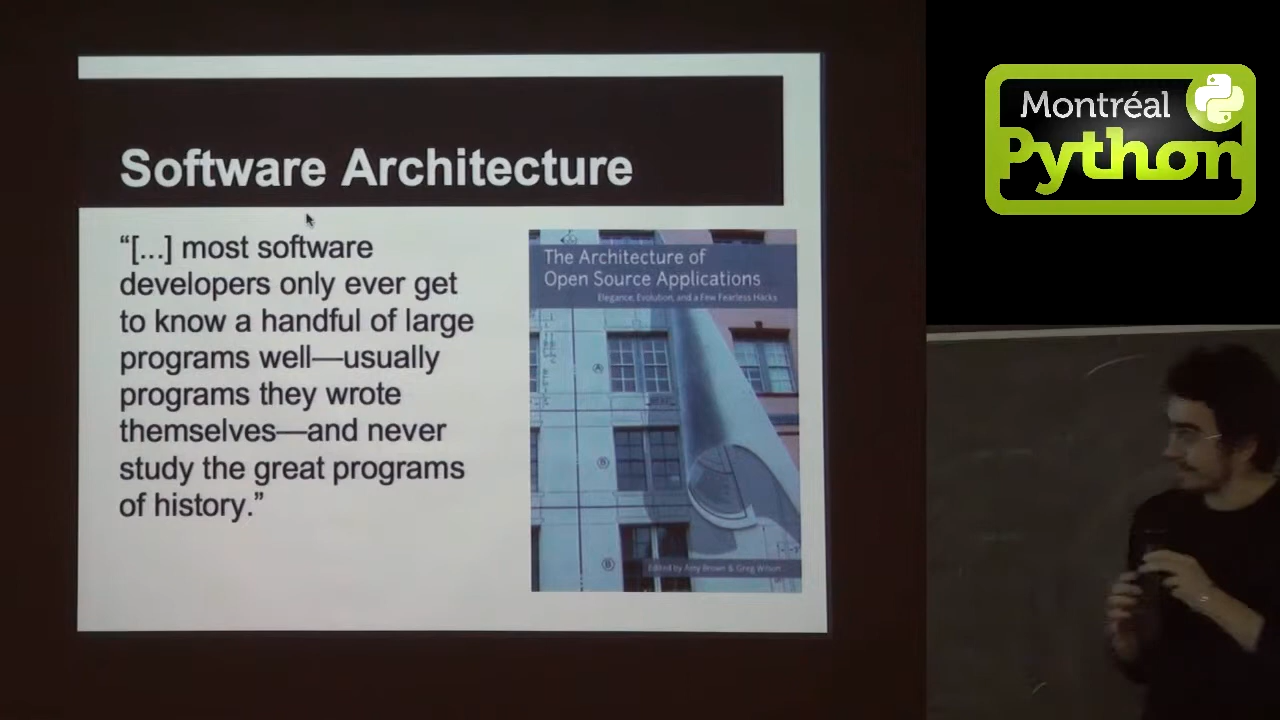 Software Architecture
“[...] most software
developers only ever get
to know a handful of large
programs well—usually
programs they wrote
themselves—and never
study the great programs
of history.”
The Architecture of
Open Source Applications
Elegance, Evolution, and a Few Fearless Hacks
A
B
B
Edited by Amy Brown & Greg Wilson
Montréal
Python